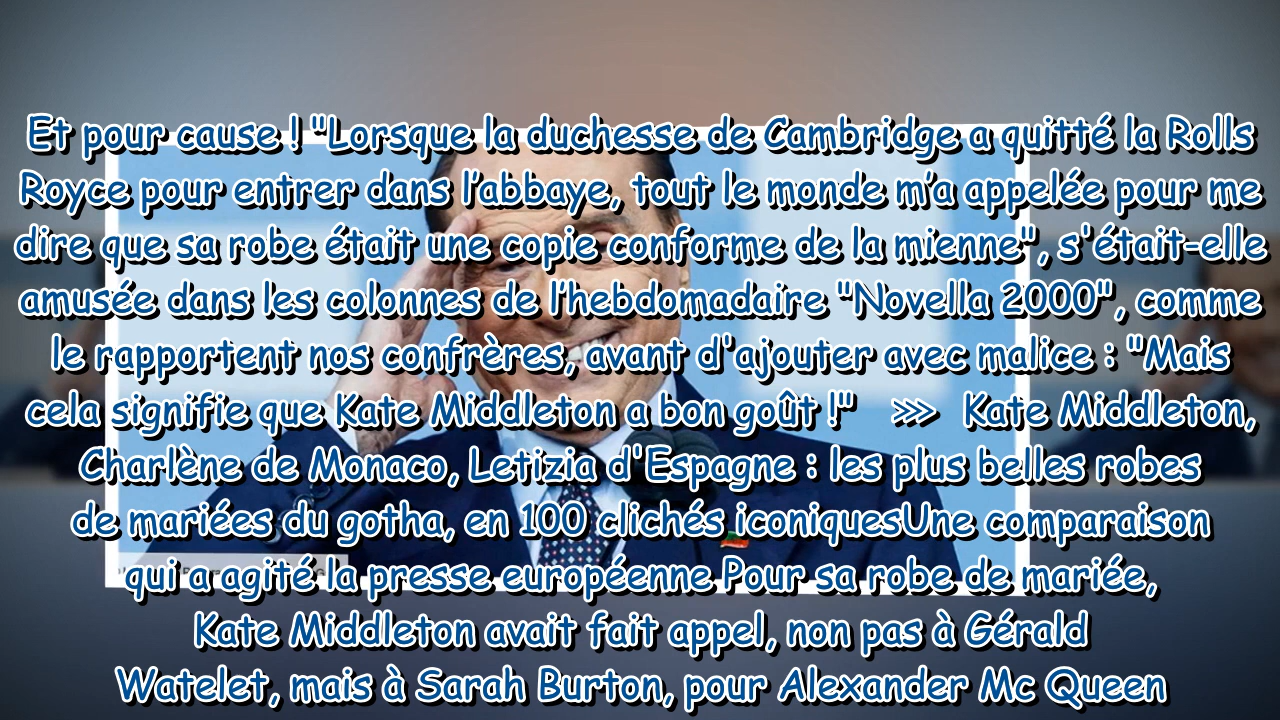 Et pour cause ! "Lorsque la duchesse de Cambridge a quitté la Rolls
Royce pour entrer dans l’abbaye, tout le monde m’a appelée pour me
dire que sa robe était une copie conforme de la mienne", s'était-elle
amusée dans les colonnes de l’hebdomadaire "Novella 2000", comme
le rapportent nos confrères, avant d'ajouter avec malice : "Mais
cela signifie que Kate Middleton a bon goût !" >>> Kate Middleton,
Charlène de Monaco, Letizia d'Espagne : les plus belles robes
de mariées du gotha, en 100 clichés iconiquesUne comparaison
qui a agité la presse européenne Pour sa robe de mariée,
Kate Middleton avait fait appel, non pas à Gérald
Watelet, mais à Sarah Burton, pour Alexander Mc Queen